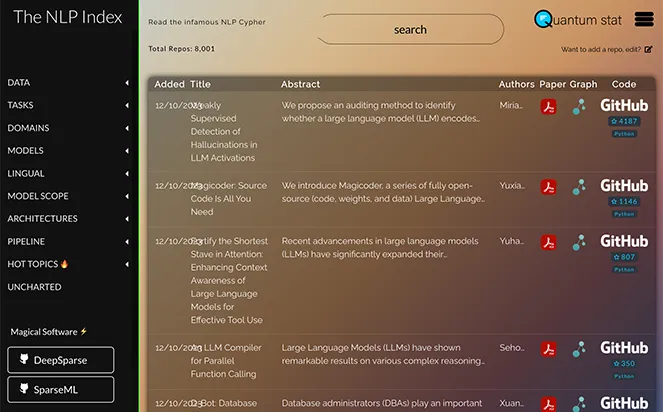 The NLP Index
Read the infamous NLP Cypher
search
Quantum stat
Total Repos: 8,001
Want to add a repo, edit?
DATA
TASKS
DOMAINS
MODELS
LINGUAL
MODEL SCOPE
ARCHITECTURES
PIPELINE
HOT TOPICS 🔥
UNCHARTED
Magical Software ⚡
DeepSparse
SparseML
Added Title Abstract Authors Paper Graph Code
12/10/2023 Weakly We propose an auditing method to identify Miria… GitHub
Supervised whether a large language model (LLM) encodes… ☆ 4187
Detection of Python
Hallucinations in
LLM Activations
12/10/2023 Magicoder: Source We introduce Magicoder, a series of fully open- Yuxia… GitHub
Code Is All You source (code, weights, and data) Large Language… ☆ 1146
Need Python
12/10/2023 Fortify the Shortest Recent advancements in large language models Yuha… GitHub
Stave in Attention: (LLMs) have significantly expanded their… ☆ 807
Enhancing Context Python
Awareness of
Large Language
Models for
Effective Tool Use
12/10/2023 An LLM Compiler Large Language Models (LLMs) have shown Seho… GitHub
for Parallel remarkable results on various complex reasoning… ☆ 350
Function Calling Python
Bot: Database Database administrators (DBAs) play an important Xuan… GitHub